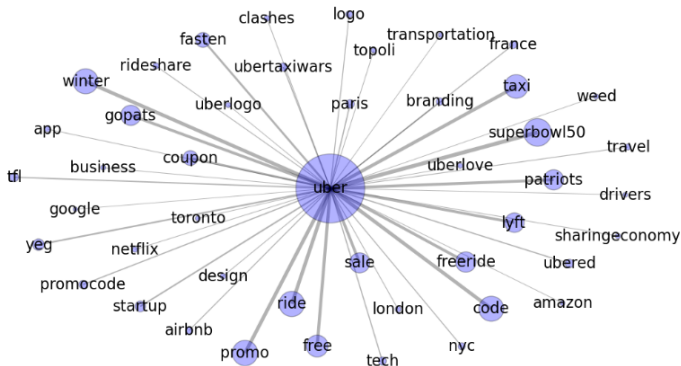 logo
clashes
transportation
fasten
france
topoli
rideshare
ubertaxiwars
winter
taxi
weed
uberlogo
paris
branding
gopats
app
superbowl50
travel
coupon
business
uberlove
tfl
patriots
uber
drivers
google
toronto
lyft
sharingeconomy
yeg
netflix
sale
freeride
ubered
design
promocode
startup
ride
london
code
amazon
airbnb
promo
free
nyc
tech